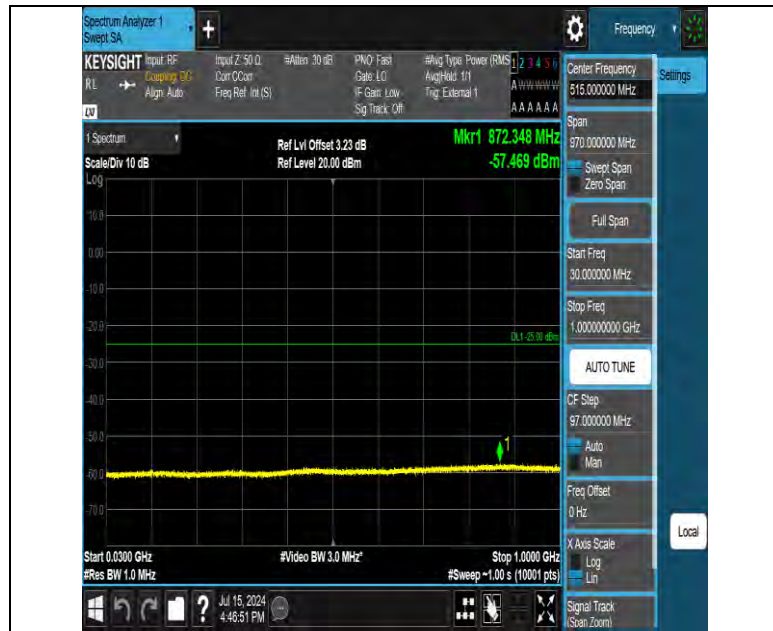 Spectrum Analyzer 1
Swept SA
+
Frequency
KEYSIGHT
RL
Input: RF
Coupling: DC
Align: Auto
Input Z: 50 Ω
Corr CCorr
Freq Ref: Int (S)
#Atten: 30 dB
PNO: Fast
Gate: LO
IF Gain: Low
Sig Track: Off
#Avg Type: Power (RMS
Avg|Hold: 1/1
Trig: External 1
1 2 3 4 5 6
A W W W W W
A A A A A A
LXI
1 Spectrum
Scale/Div 10 dB
Log
Ref Lvl Offset 3.23 dB
Ref Level 20.00 dBm
Mkr1 872.348 MHz
-57.469 dBm
10.0
0.00
-10.0
-20.0
DL1 -25.00 dBm
-30.0
-40.0
-50.0
1
-60.0
-70.0
Start 0.0300 GHz
#Res BW 1.0 MHz
#Video BW 3.0 MHz*
Stop 1.0000 GHz
#Sweep ~1.00 s (10001 pts)
?
Jul 15, 2024
4:46:51 PM
Center Frequency
515.000000 MHz
Settings
Span
970.000000 MHz
Swept Span
Zero Span
Full Span
Start Freq
30.000000 MHz
Stop Freq
1.000000000 GHz
AUTO TUNE
CF Step
97.000000 MHz
Auto
Man
Freq Offset
0 Hz
X Axis Scale
Log
Lin
Local
Signal Track
(Span Zoom)